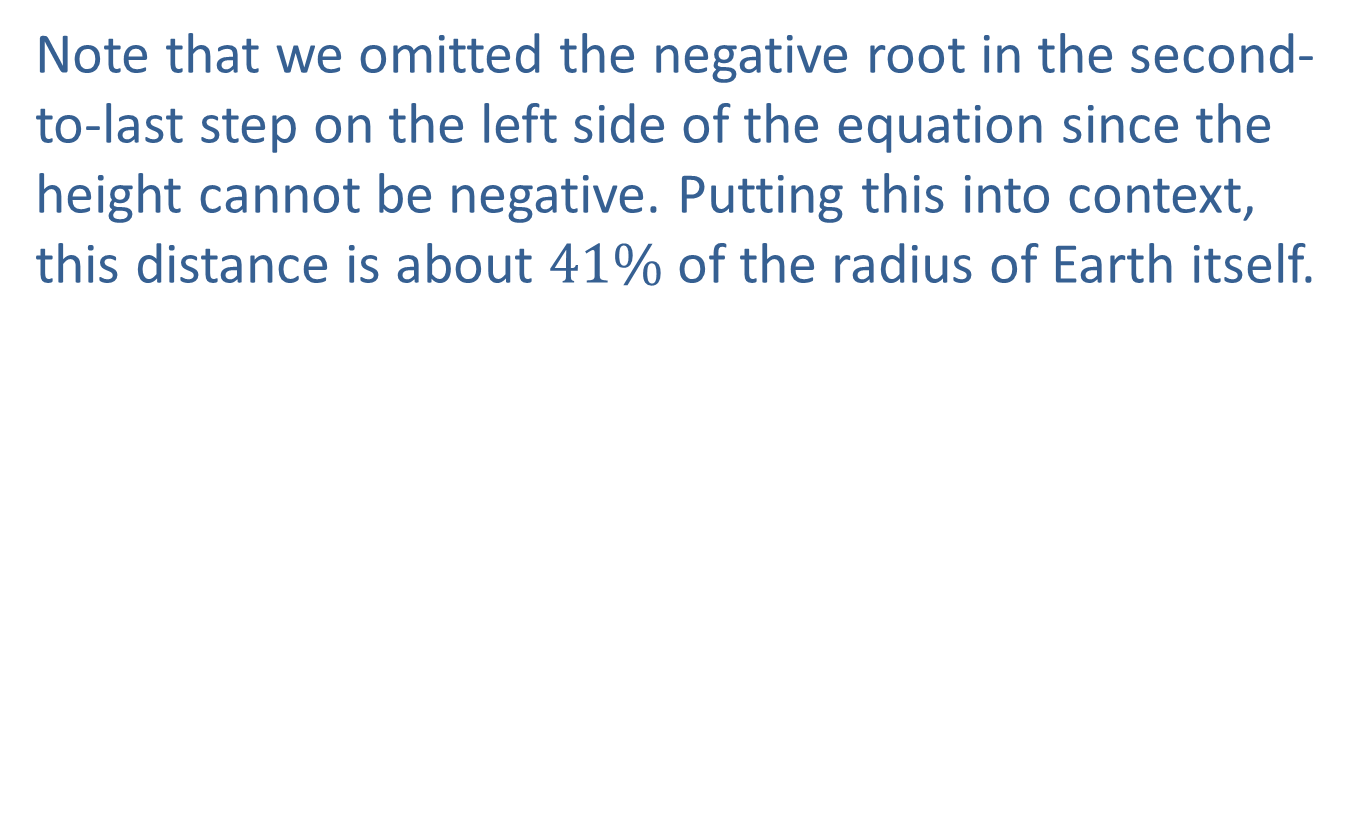 Note that we omitted the negative root in the second-
to-last step on the left side of the equation since the
height cannot be negative. Putting this into context,
this distance is about 41% of the radius of Earth itself.